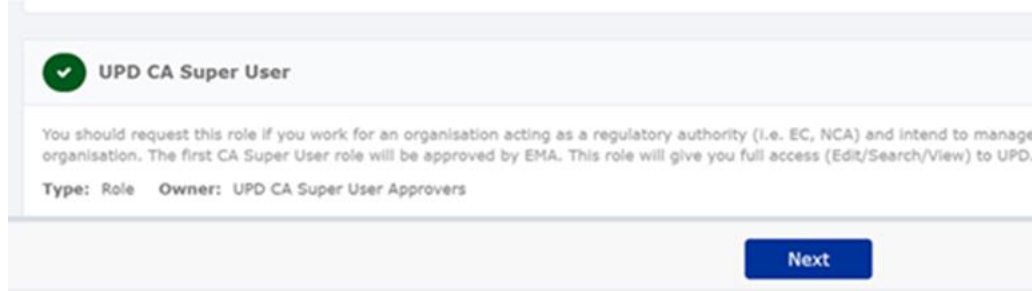 UPD CA Super User
You should request this role if you work for an organisation acting as a regulatory authority (i.e. EC, NCA) and intend to manage
organisation. The first CA Super User role will be approved by EMA. This role will give you full access (Edit/Search/View) to UPD.
Type: Role Owner: UPD CA Super User Approvers
Next